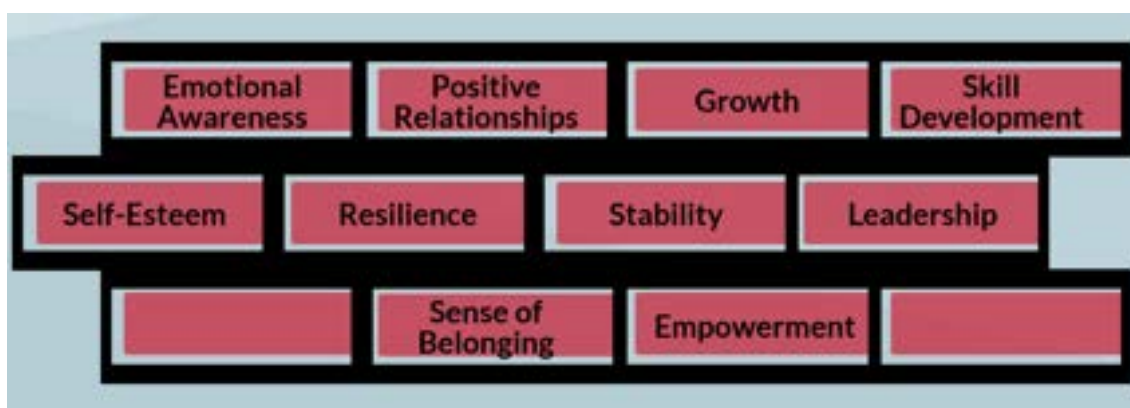 Emotional
Awareness
Positive
Relationships
Growth
Skill
Development
Self-Esteem
Resilience
Stability
Leadership
Sense of
Belonging
Empowerment